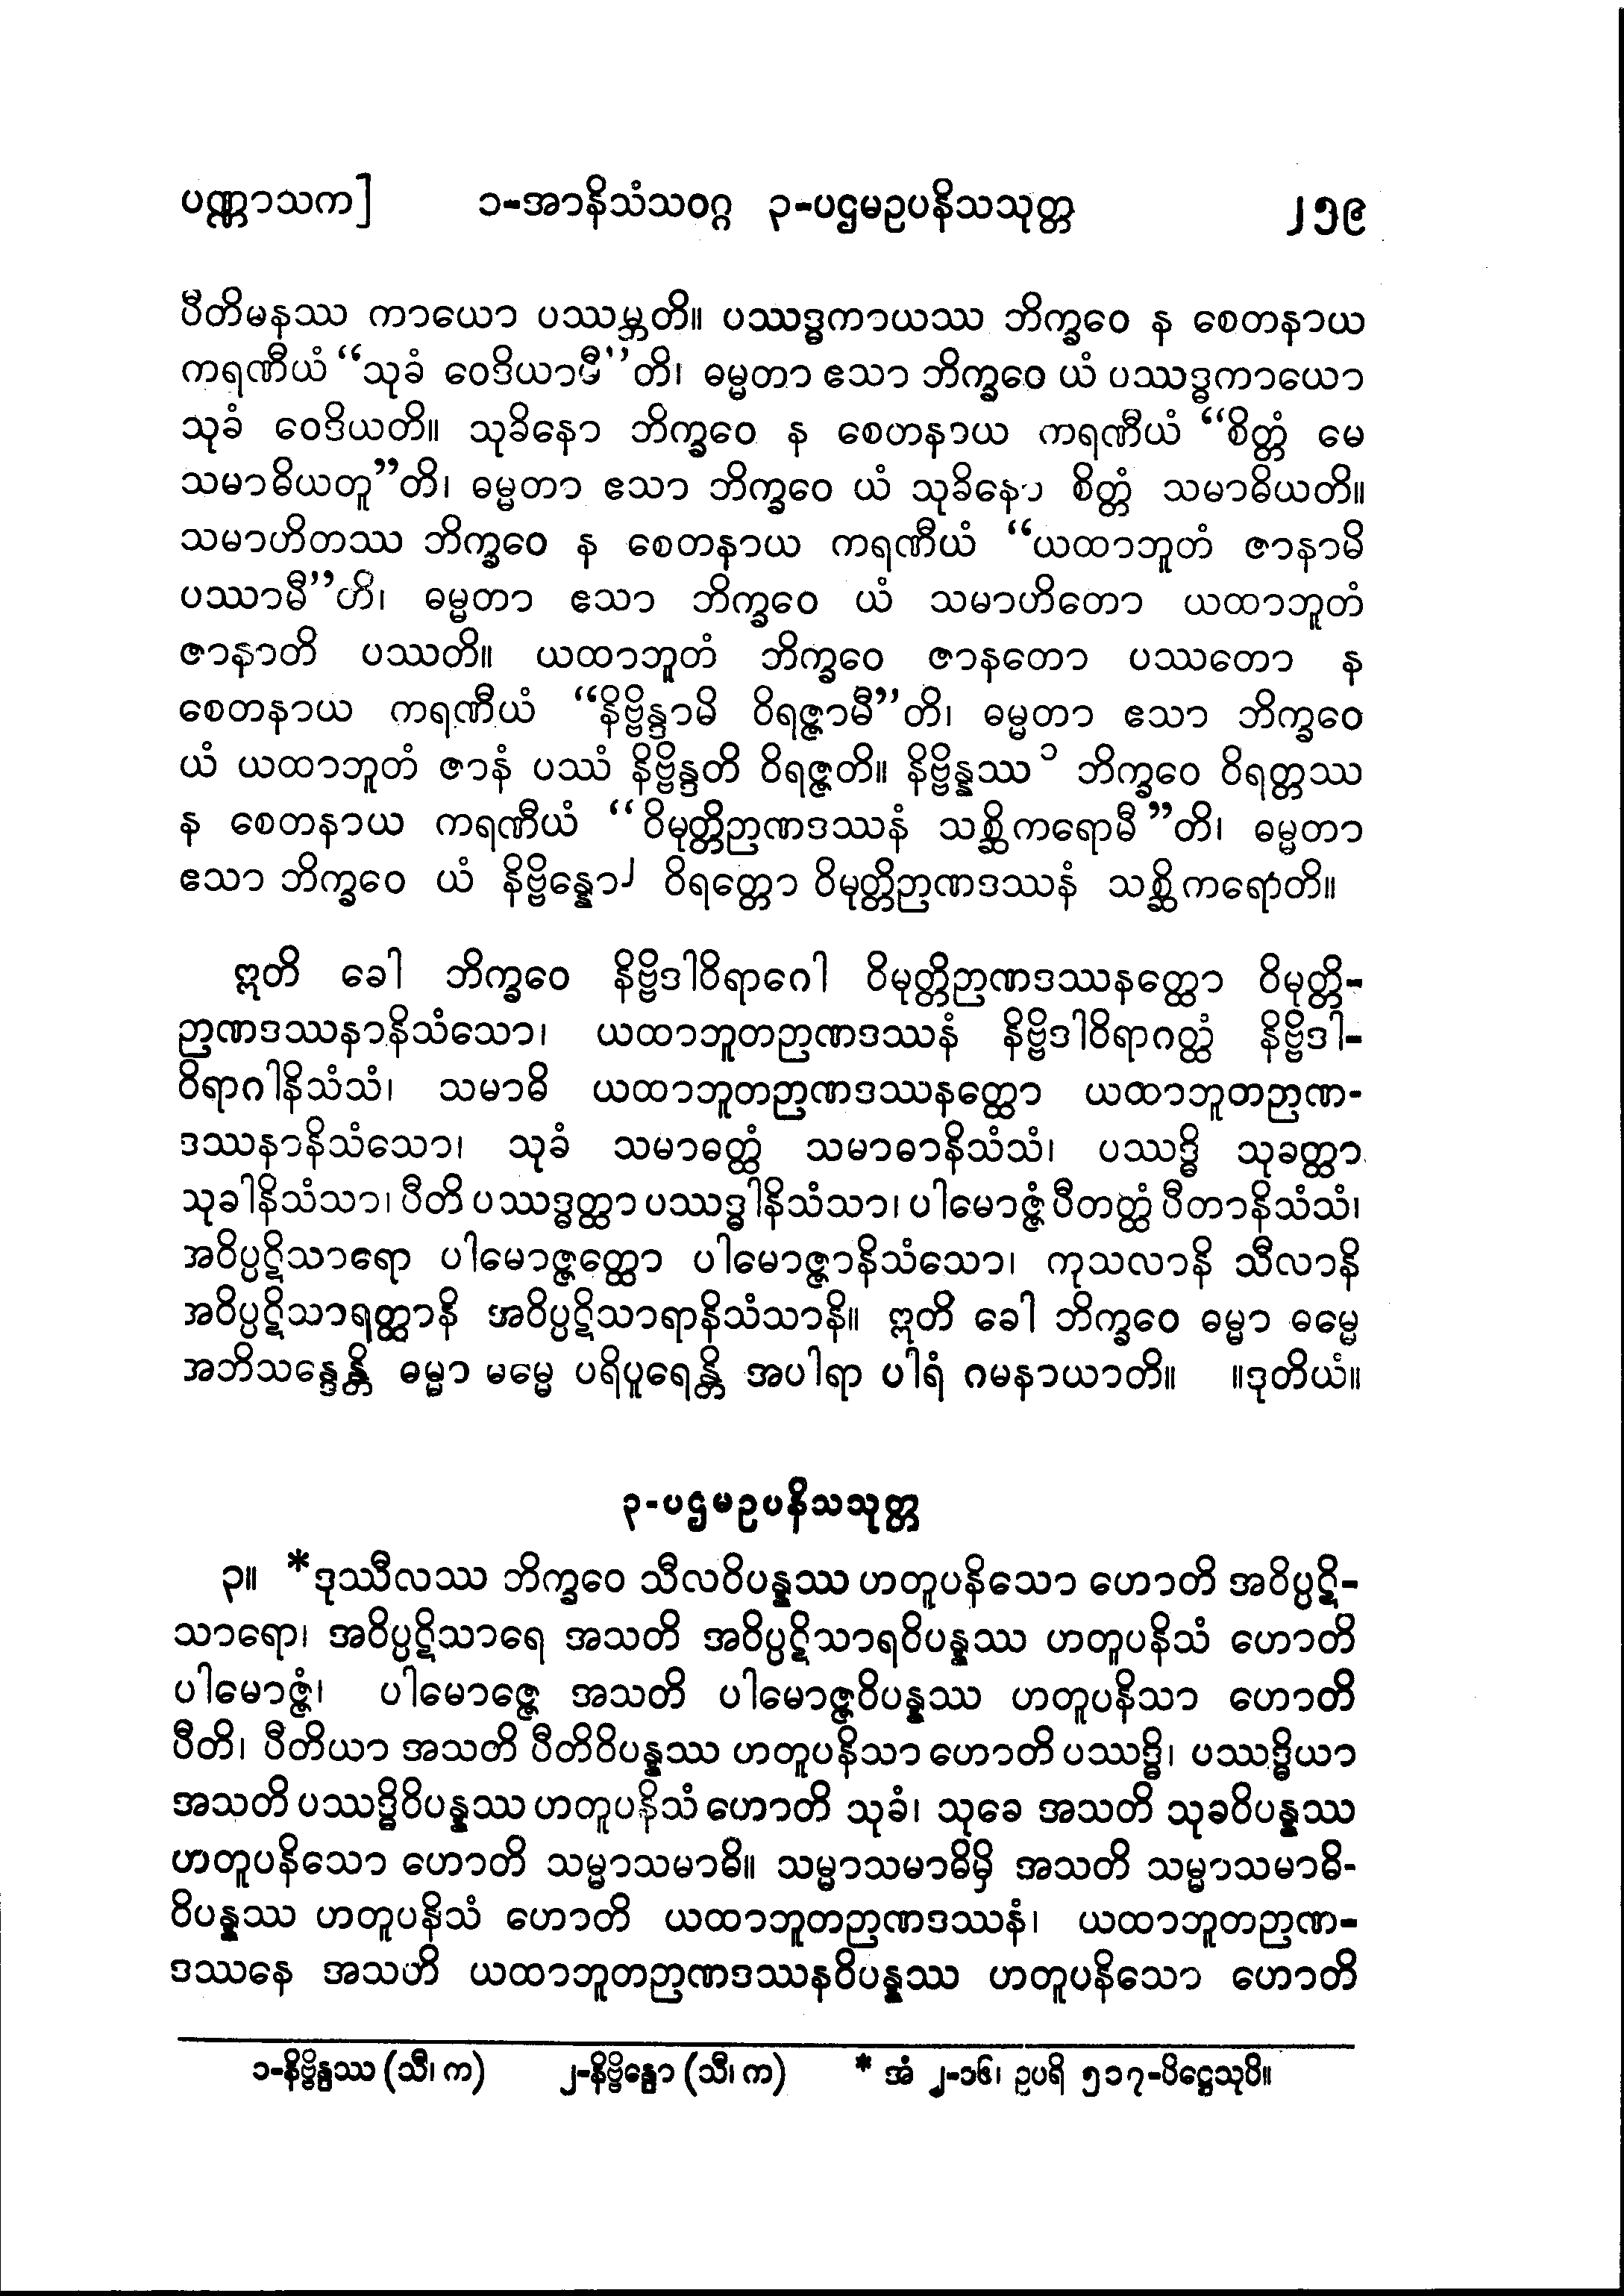 ပဏ္ဏာသက] ၁-အာနိသံသဝဂ္ဂ ၃-ပဌမဥပနိသသုတ္တ ၂၅၉
ပီတိမနဿ ကာယော ပဿမ္ဘတိ။ ပဿဒ္ဓကာယဿ ဘိက္ခဝေ န စေတနာယ
ကရဏီယံ “သုခံ ဝေဒိယာမီ”တိ၊ ဓမ္မတာ ဧသာ ဘိက္ခဝေ ယံ ပဿဒ္ဓကာယော
သုခံ ဝေဒိယတိ။ သုခိနော ဘိက္ခဝေ န စေတနာယ ကရဏီယံ “စိတ္တံ မေ
သမာဓိယတူ”တိ၊ ဓမ္မတာ ဧသာ ဘိက္ခဝေ ယံ သုခိနော စိတ္တံ သမာဓိယတိ။
သမာဟိတဿ ဘိက္ခဝေ န စေတနာယ ကရဏီယံ “ယထာဘူတံ ဇာနာမိ
ပဿာမီ”တိ၊ ဓမ္မတာ ဧသာ ဘိက္ခဝေ ယံ သမာဟိတော ယထာဘူတံ
ဇာနာတိ ပဿတိ။ ယထာဘူတံ ဘိက္ခဝေ ဇာနတော ပဿတော န
စေတနာယ ကရဏီယံ “နိဗ္ဗိန္ဒာမိ ဝိရဇ္ဇာမီ”တိ၊ ဓမ္မတာ ဧသာ ဘိက္ခဝေ
ယံ ယထာဘူတံ ဇာနံ ပဿံ နိဗ္ဗိန္ဒတိ ဝိရဇ္ဇတိ။ နိဗ္ဗိန္နဿ ၁ ဘိက္ခဝေ ဝိရတ္တဿ
န စေတနာယ ကရဏီယံ “ဝိမုတ္တိဉာဏဒဿနံ သစ္ဆိကရောမီ”တိ၊ ဓမ္မတာ
ဧသာ ဘိက္ခဝေ ယံ နိဗ္ဗိန္နော၂ ဝိရတ္တော ဝိမုတ္တိဉာဏဒဿနံ သစ္ဆိကရောတိ။
ဣတိ ခေါ ဘိက္ခဝေ နိဗ္ဗိဒါဝိရာဂေါ ဝိမုတ္တိဉာဏဒဿနတ္ထော ဝိမုတ္တိ-
ဉာဏဒဿနာနိသံသော၊ ယထာဘူတဉာဏဒဿနံ နိဗ္ဗိဒါဝိရာဂတ္ထံ နိဗ္ဗိဒါ-
ဝိရာဂါနိသံသံ၊ သမာဓိ ယထာဘူတဉာဏဒဿနတ္ထော ယထာဘူတဉာဏ-
ဒဿနာနိသံသော၊ သုခံ သမာဓတ္ထံ သမာဓာနိသံသံ၊ ပဿဒ္ဓိ သုခတ္ထာ
သုခါနိသံသာ၊ ပီတိ ပဿဒ္ဓတ္ထာ ပဿဒ္ဓါနိသံသာ၊ ပါမောဇ္ဇံ ပီတတ္ထံ ပီတာနိသံသံ၊
အဝိပ္ပဋိသာရော ပါမောဇ္ဇတ္ထော ပါမောဇ္ဇာနိသံသော၊ ကုသလာနိ သီလာနိ
အဝိပ္ပဋိသာရတ္ထာနိ အဝိပ္ပဋိသာရာနိသံသာနိ။ ဣတိ ခေါ ဘိက္ခဝေ ဓမ္မာ ဓမ္မေ
အဘိသန္ဒေန္တိ ဓမ္မာ မမ္မေ ပရိပူရေန္တိ အပါရာ ပါရံ ဂမနာယာတိ။ ။ဒုတိယံ။
၃-ပဌမဥပနိသသုတ္တ
၃။ *ဒုဿီလဿ ဘိက္ခဝေ သီလဝိပန္နဿ ဟတူပနိသော ဟောတိ အဝိပ္ပဋိ-
သာရော၊ အဝိပ္ပဋိသာရေ အသတိ အဝိပ္ပဋိသာရဝိပန္နဿ ဟတူပနိသံ ဟောတိ
ပါမောဇ္ဇံ၊ ပါမောဇ္ဇေ အသတိ ပါမောဇ္ဇဝိပန္နဿ ဟတူပနိသာ ဟောတိ
ပီတိ၊ ပီတိယာ အသတိ ပီတိဝိပန္နဿ ဟတူပနိသာ ဟောတိ ပဿဒ္ဓိ၊ ပဿဒ္ဓိယာ
အသတိ ပဿဒ္ဓိဝိပန္နဿ ဟတူပနိသံ ဟောတိ သုခံ၊ သုခေ အသတိ သုခဝိပန္နဿ
ဟတူပနိသော ဟောတိ သမ္မာသမာဓိ။ သမ္မာသမာဓိမှိ အသတိ သမ္မာသမာဓိ-
ဝိပန္နဿ ဟတူပနိသံ ဟောတိ ယထာဘူတဉာဏဒဿနံ၊ ယထာဘူတဉာဏ-
ဒဿနေ အသတိ ယထာဘူတဉာဏဒဿနဝိပန္နဿ ဟတူပနိသော ဟောတိ
၁-နိဗ္ဗိန္ဒဿ (သီ၊ က) ၂-နိဗ္ဗိန္ဒော (သီ၊ က) * အံ ၂-၁၆၊ ဥပရိ ၅၁၇-ပိဋ္ဌေသုပိ။